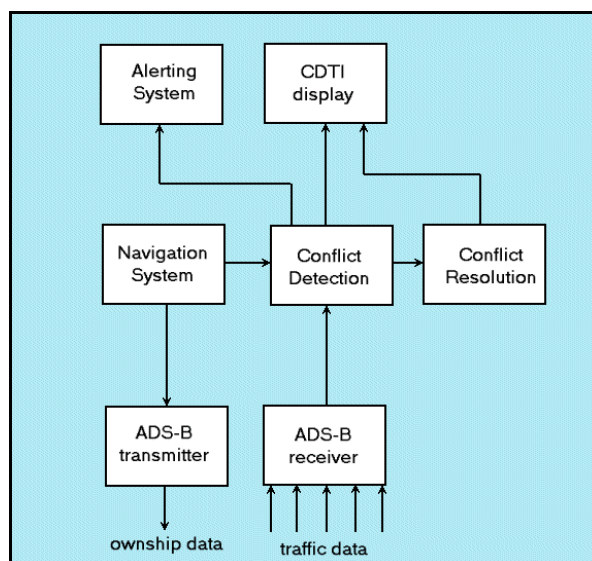 Alerting
System
CDTI
display
Navigation
System
Conflict
Detection
Conflict
Resolution
ADS-B
transmitter
ADS-B
receiver
ownship data
traffic data